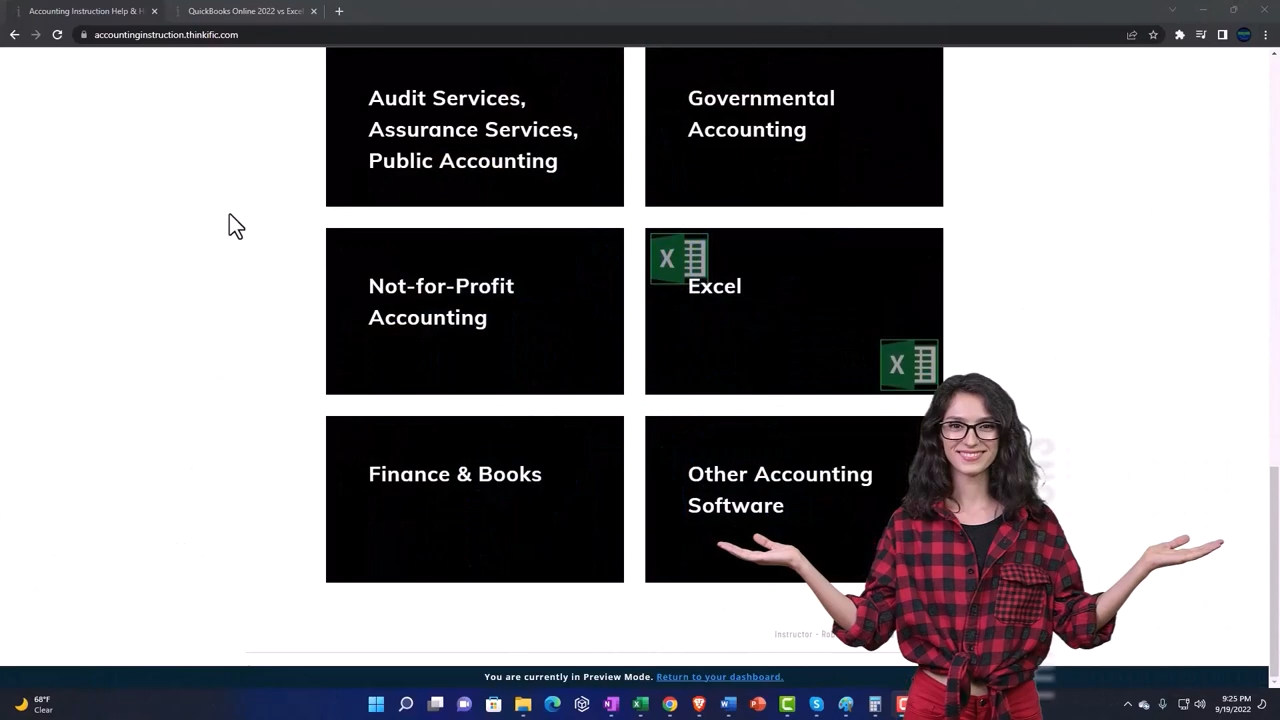 Accounting Instruction Help & H
QuickBooks Online 2022 vs Excel
accountinginstruction.thinkific.com
Audit Services,
Assurance Services,
Public Accounting
Governmental
Accounting
Not-for-Profit
Accounting
X
Excel
X
Finance & Books
Other Accounting
Software
Instructor -
You are currently in Preview Mode. Return to your dashboard.
68°F
Clear
9:25 PM
9/19/2022